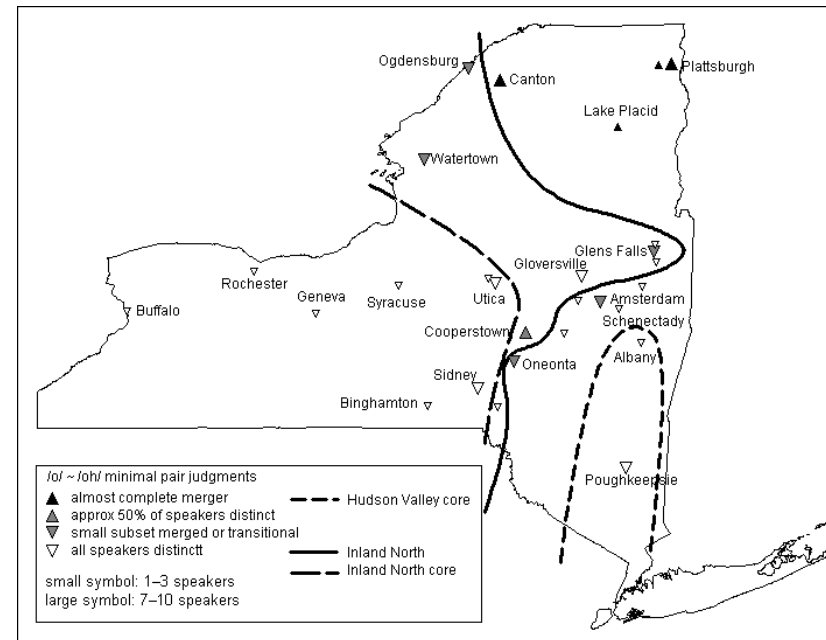 Ogdensburg
Canton
Plattsburgh
Lake Placid
Watertown
Glens Falls
Gloversville
Rochester
Geneva
Syracuse
Utica
Amsterdam
Buffalo
Schenectady
Cooperstown
Albany
Oneonta
Sidney
Binghamton
Poughkeepsie
/o/ ~ /oh/ minimal pair judgments
almost complete merger
approx 50% of speakers distinct
small subset merged or transitional
all speakers distinctt
small symbol: 1–3 speakers
large symbol: 7–10 speakers
Hudson Valley core
Inland North
Inland North core